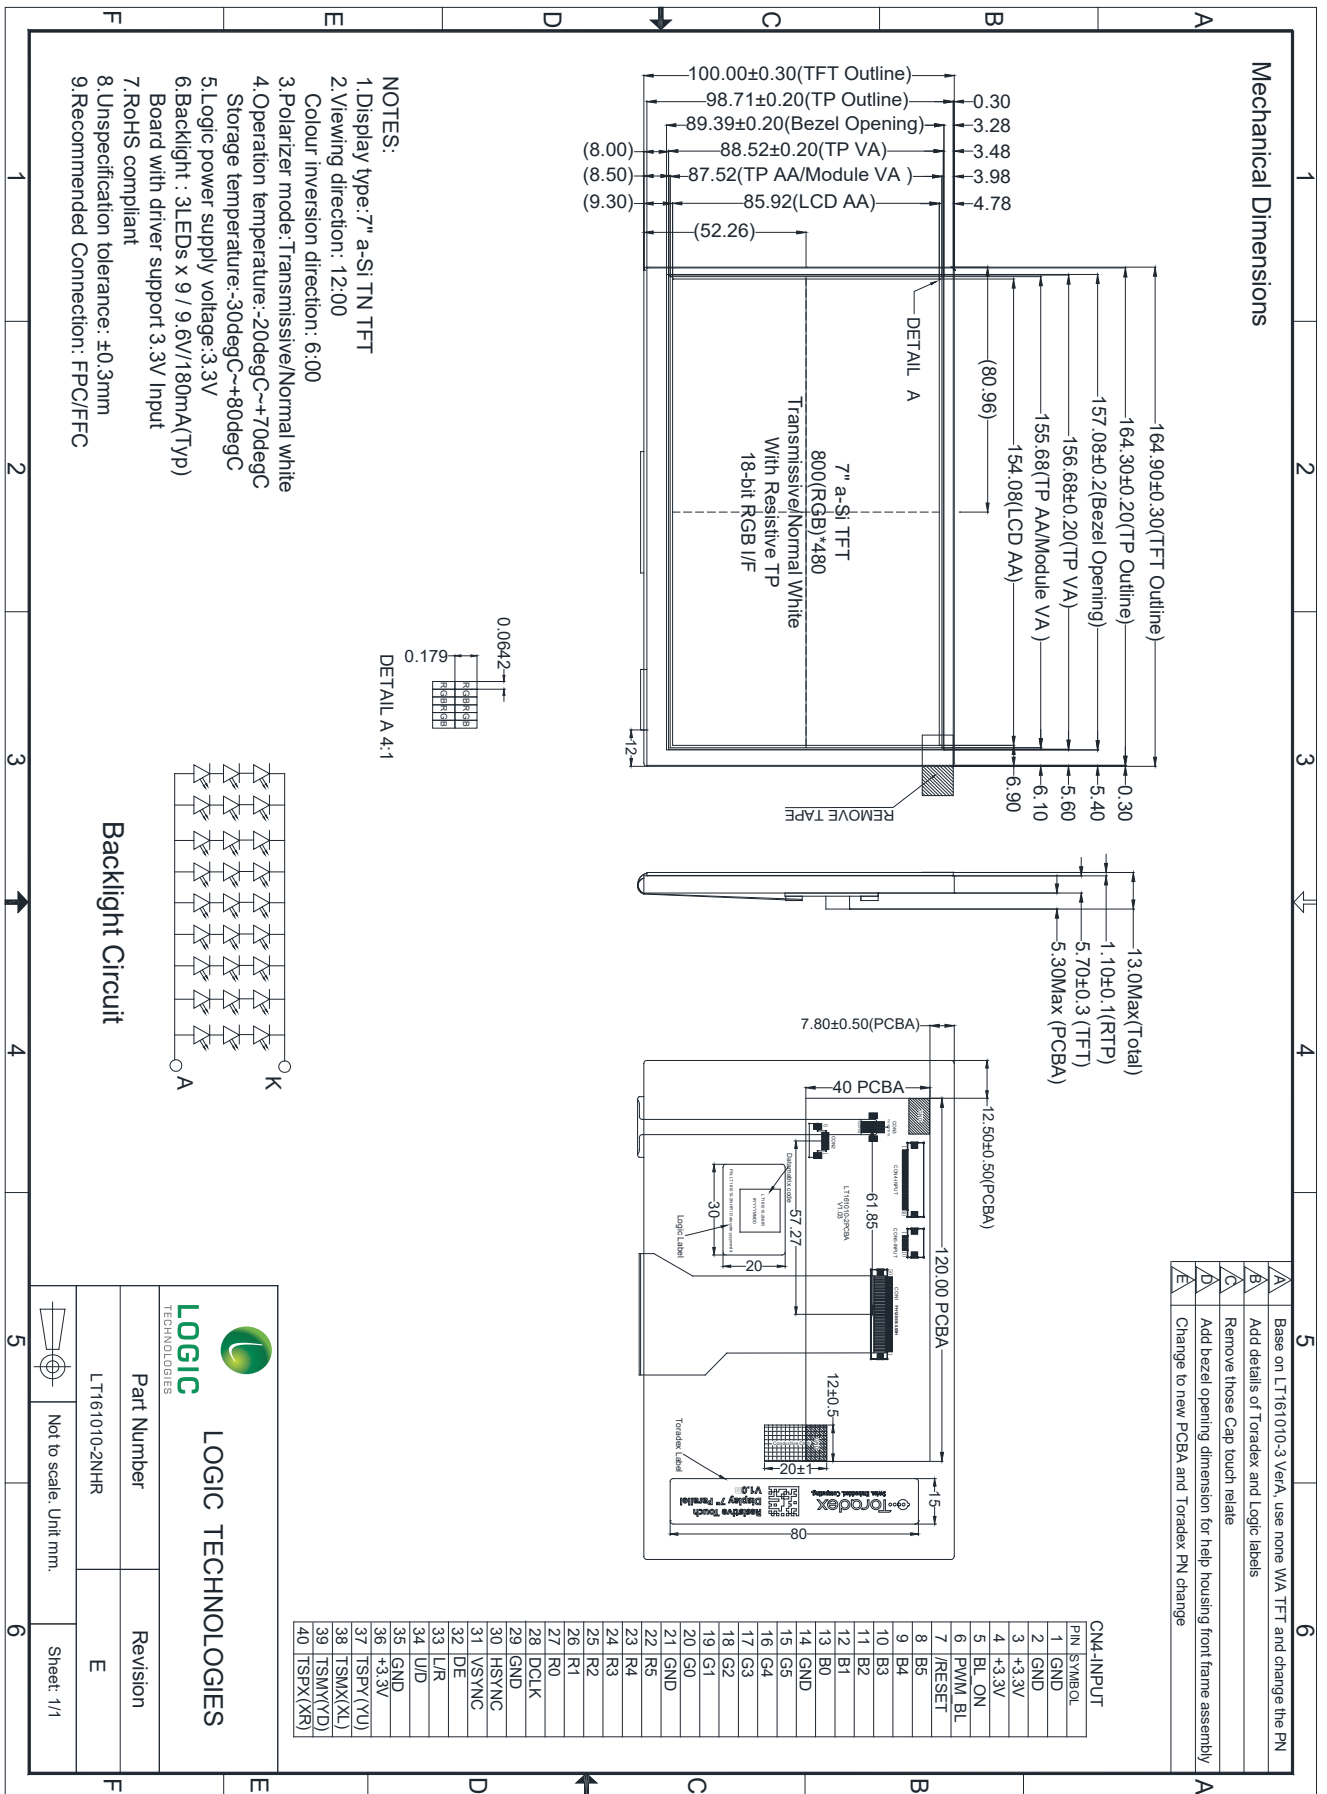 Mechanical Dimensions
A
B
C
D
E
F
1
2
3
4
5
6
A
B
C
D
E
F
1
2
3
4
5
6
164.90±0.30(TFT Outline)
164.30±0.20(TP Outline)
157.08±0.2(Bezel Opening)
156.68±0.20(TP VA)
155.68(TP AA/Module VA )
154.08(LCD AA)
(80.96)
0.30
5.40
5.60
6.10
6.90
100.00±0.30(TFT Outline)
98.71±0.20(TP Outline)
89.39±0.20(Bezel Opening)
88.52±0.20(TP VA)
87.52(TP AA/Module VA )
85.92(LCD AA)
(52.26)
0.30
3.28
3.48
3.98
4.78
(8.00)
(8.50)
(9.30)
DETAIL A
7" a-Si TFT
800(RGB)*480
Transmissive/Normal White
With Resistive TP
18-bit RGB I/F
12
REMOVE TAPE
13.0Max(Total)
1.10±0.1(RTP)
5.70±0.3 (TFT)
5.30Max (PCBA)
7.80±0.50(PCBA)
12.50±0.50(PCBA)
40 PCBA
120.00 PCBA
61.85
57.27
30
20
12±0.5
20±1
15
80
CON4-INPUT
LT161010-2PCBA
V1.03
Datamatrix code
Logic Label
Toradex Label
Toradex
Swiss. Embedded. Computing.
Resistive Touch
Display 7" Parallel
V1.0
0.0642
0.179
RGBRGB
RGBRGB
DETAIL A 4:1
NOTES:
1.Display type:7" a-Si TN TFT
2.Viewing direction: 12:00
Colour inversion direction: 6:00
3.Polarizer mode:Transmissive/Normal white
4.Operation temperature:-20degC~+70degC
Storage temperature:-30degC~+80degC
5.Logic power supply voltage:3.3V
6.Backlight : 3LEDs x 9 / 9.6V/180mA(Typ)
Board with driver support 3.3V Input
7.RoHS compliant
8.Unspecification tolerance: ±0.3mm
9.Recommended Connection: FPC/FFC
K
A
Backlight Circuit
A Base on LT161010-3 VerA, use none WA TFT and change the PN
B Add details of Toradex and Logic labels
C Remove those Cap touch relate
D Add bezel opening dimension for help housing front frame assembly
E Change to new PCBA and Toradex PN change
CN4-INPUT
PIN SYMBOL
1 GND
2 GND
3 +3.3V
4 +3.3V
5 BL_ON
6 PWM_BL
7 /RESET
8 B5
9 B4
10 B3
11 B2
12 B1
13 B0
14 GND
15 G5
16 G4
17 G3
18 G2
19 G1
20 G0
21 GND
22 R5
23 R4
24 R3
25 R2
26 R1
27 R0
28 DCLK
29 GND
30 HSYNC
31 VSYNC
32 DE
33 L/R
34 U/D
35 GND
36 +3.3V
37 TSPY(YU)
38 TSMX(XL)
39 TSMY(YD)
40 TSPX(XR)
LOGIC
TECHNOLOGIES
LOGIC TECHNOLOGIES
Part Number
Revision
LT161010-2NHR
E
Not to scale. Unit mm.
Sheet: 1/1